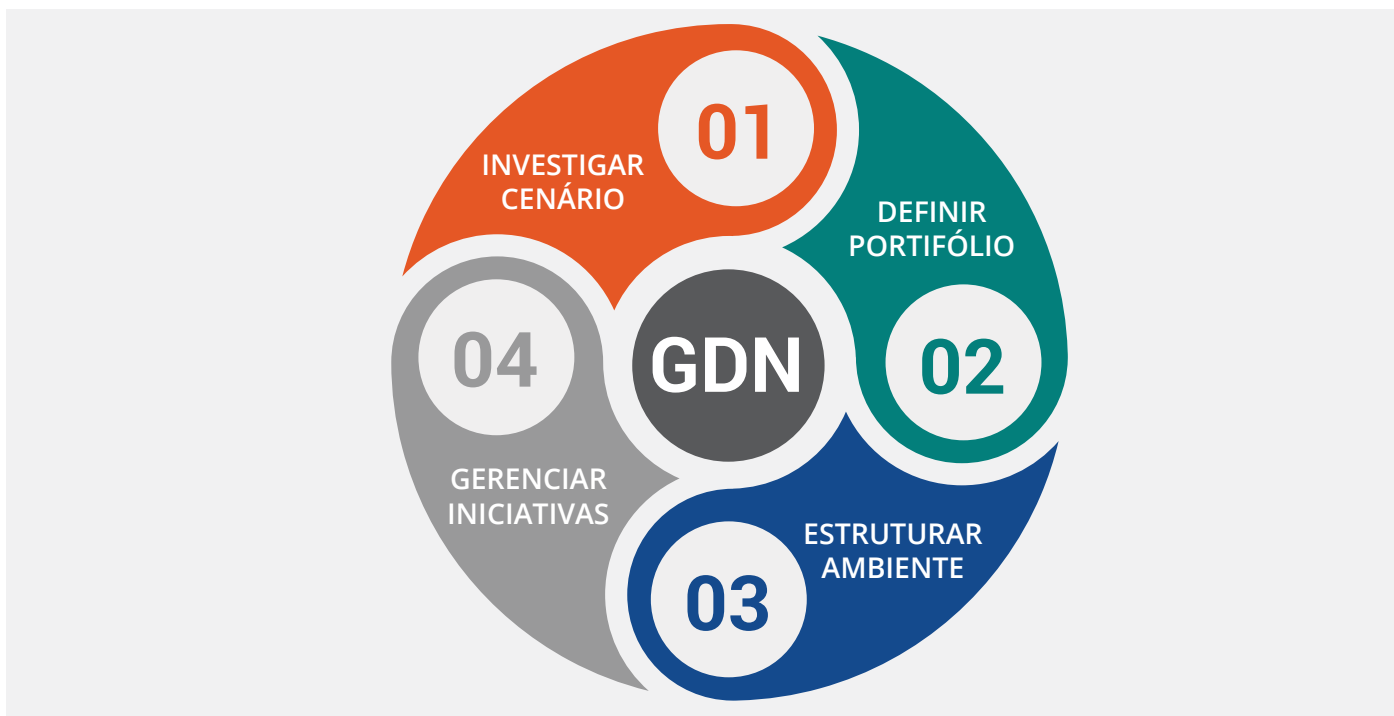 01
INVESTIGAR
CENÁRIO
DEFINIR
PORTIFÓLIO
02
ESTRUTURAR
AMBIENTE
03
04
GERENCIAR
INICIATIVAS
GDN